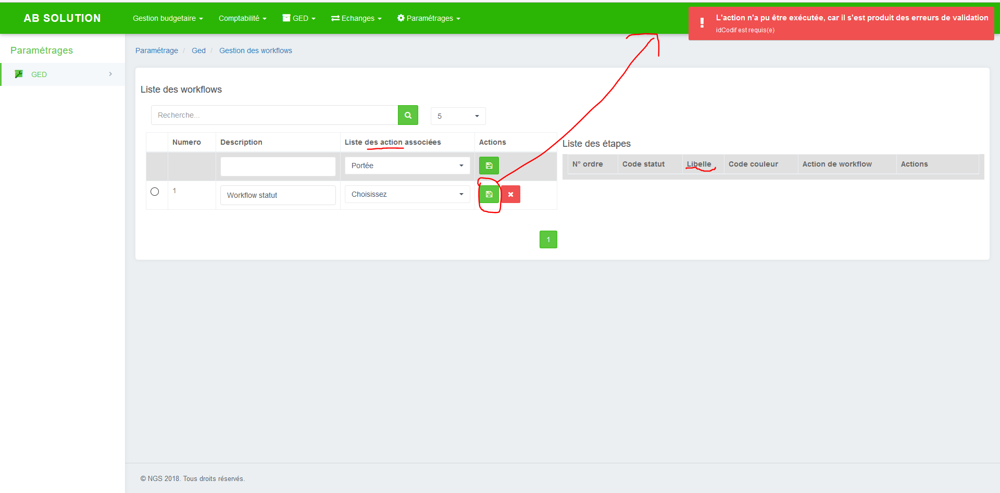 AB SOLUTION
Gestion budgetaire Comptabilité GED Echanges Paramétrages
L'action n'a pu être exécutée, car il s'est produit des erreurs de validation
idCodif est requis(e)
Paramétrages
GED
Paramétrage / Ged / Gestion des workflows
Liste des workflows
Recherche...
5
Numero Description Liste des action associées Actions
Portée
1 Workflow statut Choisissez
1
Liste des étapes
N° ordre Code statut Libelle Code couleur Action de workflow Actions
© NGS 2018. Tous droits réservés.